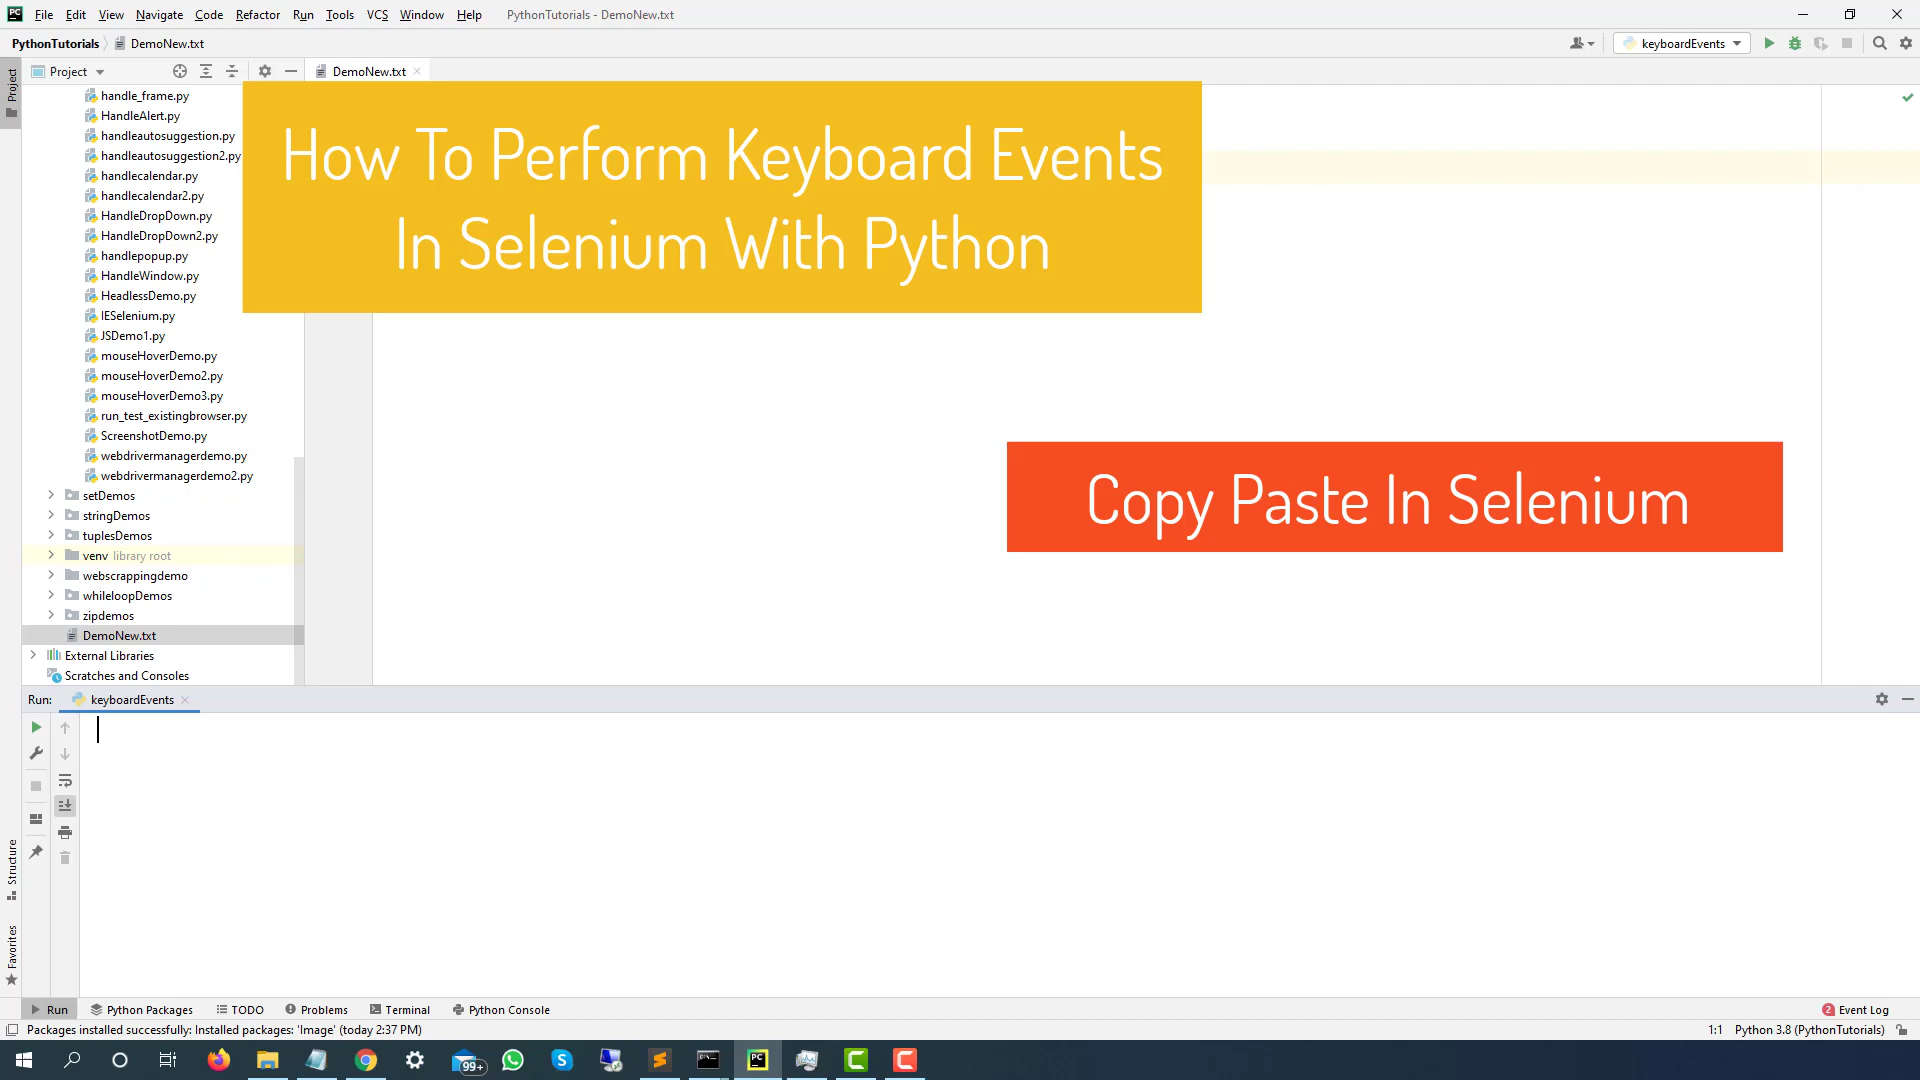 File Edit View Navigate Code Refactor Run Tools VCS Window Help PythonTutorials - DemoNew.txt
PythonTutorials DemoNew.txt
keyboardEvents
Project
Project
DemoNew.txt
handle_frame.py
HandleAlert.py
handleautosuggestion.py
handleautosuggestion2.py
handlecalendar.py
handlecalendar2.py
HandleDropDown.py
HandleDropDown2.py
handlepopup.py
HandleWindow.py
HeadlessDemo.py
IESelenium.py
JSDemo1.py
mouseHoverDemo.py
mouseHoverDemo2.py
mouseHoverDemo3.py
run_test_existingbrowser.py
ScreenshotDemo.py
webdrivermanagerdemo.py
webdrivermanagerdemo2.py
setDemos
stringDemos
tuplesDemos
venv library root
webscrappingdemo
whileloopDemos
zipdemos
DemoNew.txt
External Libraries
Scratches and Consoles
How To Perform Keyboard Events
In Selenium With Python
Copy Paste In Selenium
Run: keyboardEvents
Structure
Favorites
Run Python Packages TODO Problems Terminal Python Console
2 Event Log
Packages installed successfully: Installed packages: 'Image' (today 2:37 PM)
1:1 Python 3.8 (PythonTutorials)
99+